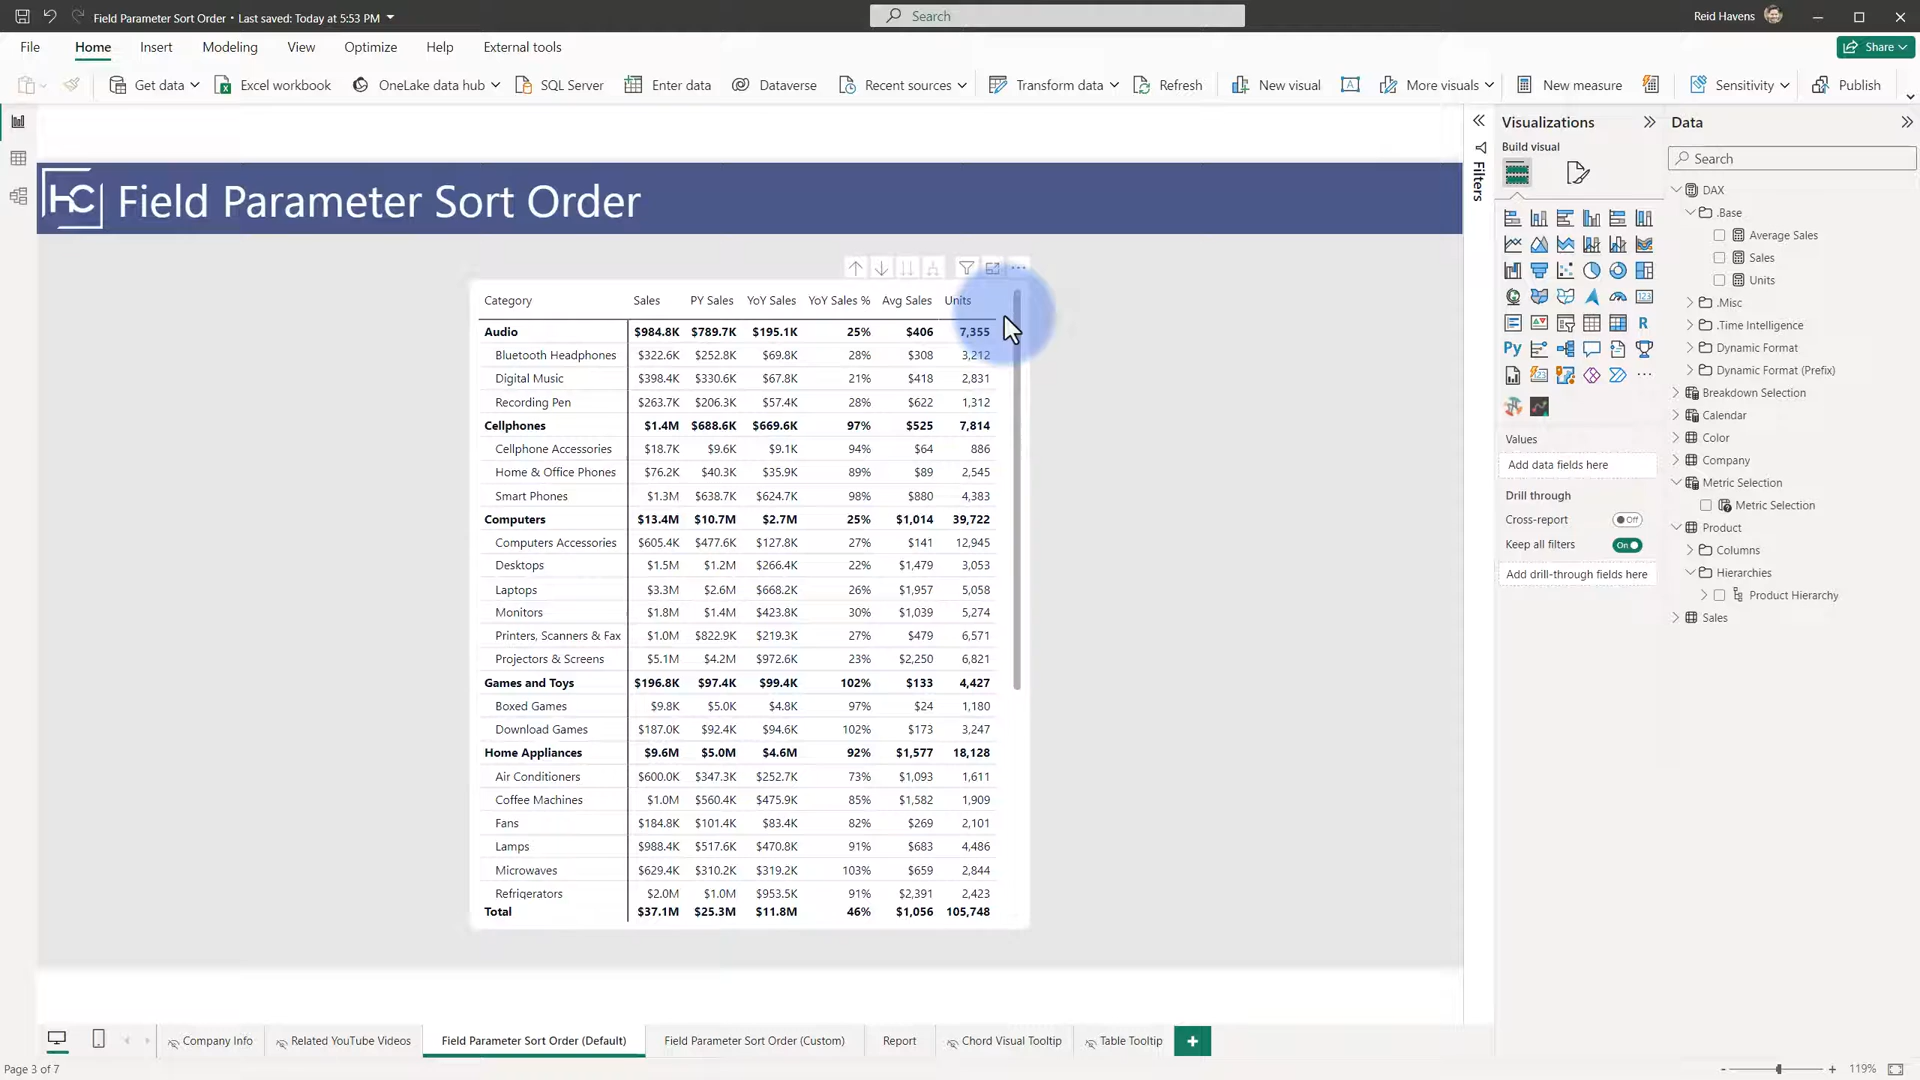 Field Parameter Sort Order • Last saved: Today at 5:53 PM
Search
Reid Havens
File Home Insert Modeling View Optimize Help External tools
Share
Get data Excel workbook OneLake data hub SQL Server Enter data Dataverse Recent sources Transform data Refresh New visual More visuals New measure Sensitivity Publish
HC Field Parameter Sort Order
Category Sales PY Sales YoY Sales YoY Sales % Avg Sales Units
Audio $984.8K $789.7K $195.1K 25% $406 7,355
Bluetooth Headphones $322.6K $252.8K $69.8K 28% $308 3,212
Digital Music $398.4K $330.6K $67.8K 21% $418 2,831
Recording Pen $263.7K $206.3K $57.4K 28% $622 1,312
Cellphones $1.4M $688.6K $669.6K 97% $525 7,814
Cellphone Accessories $18.7K $9.6K $9.1K 94% $64 886
Home & Office Phones $76.2K $40.3K $35.9K 89% $89 2,545
Smart Phones $1.3M $638.7K $624.7K 98% $880 4,383
Computers $13.4M $10.7M $2.7M 25% $1,014 39,722
Computers Accessories $605.4K $477.6K $127.8K 27% $141 12,945
Desktops $1.5M $1.2M $266.4K 22% $1,479 3,053
Laptops $3.3M $2.6M $668.2K 26% $1,957 5,058
Monitors $1.8M $1.4M $423.8K 30% $1,039 5,274
Printers, Scanners & Fax $1.0M $822.9K $219.3K 27% $479 6,571
Projectors & Screens $5.1M $4.2M $972.6K 23% $2,250 6,821
Games and Toys $196.8K $97.4K $99.4K 102% $133 4,427
Boxed Games $9.8K $5.0K $4.8K 97% $24 1,180
Download Games $187.0K $92.4K $94.6K 102% $173 3,247
Home Appliances $9.6M $5.0M $4.6M 92% $1,577 18,128
Air Conditioners $600.0K $347.3K $252.7K 73% $1,093 1,611
Coffee Machines $1.0M $560.4K $475.9K 85% $1,582 1,909
Fans $184.8K $101.4K $83.4K 82% $269 2,101
Lamps $988.4K $517.6K $470.8K 91% $683 4,486
Microwaves $629.4K $310.2K $319.2K 103% $659 2,844
Refrigerators $2.0M $1.0M $953.5K 91% $2,391 2,423
Total $37.1M $25.3M $11.8M 46% $1,056 105,748
Filters
Visualizations
Build visual
123
R
Py
Values
Add data fields here
Drill through
Cross-report Off
Keep all filters On
Add drill-through fields here
Data
Search
DAX
.Base
Average Sales
Sales
Units
.Misc
.Time Intelligence
Dynamic Format
Dynamic Format (Prefix)
Breakdown Selection
Calendar
Color
Company
Metric Selection
Metric Selection
Product
Columns
Hierarchies
Product Hierarchy
Sales
Company Info Related YouTube Videos Field Parameter Sort Order (Default) Field Parameter Sort Order (Custom) Report Chord Visual Tooltip Table Tooltip
Page 3 of 7
119%